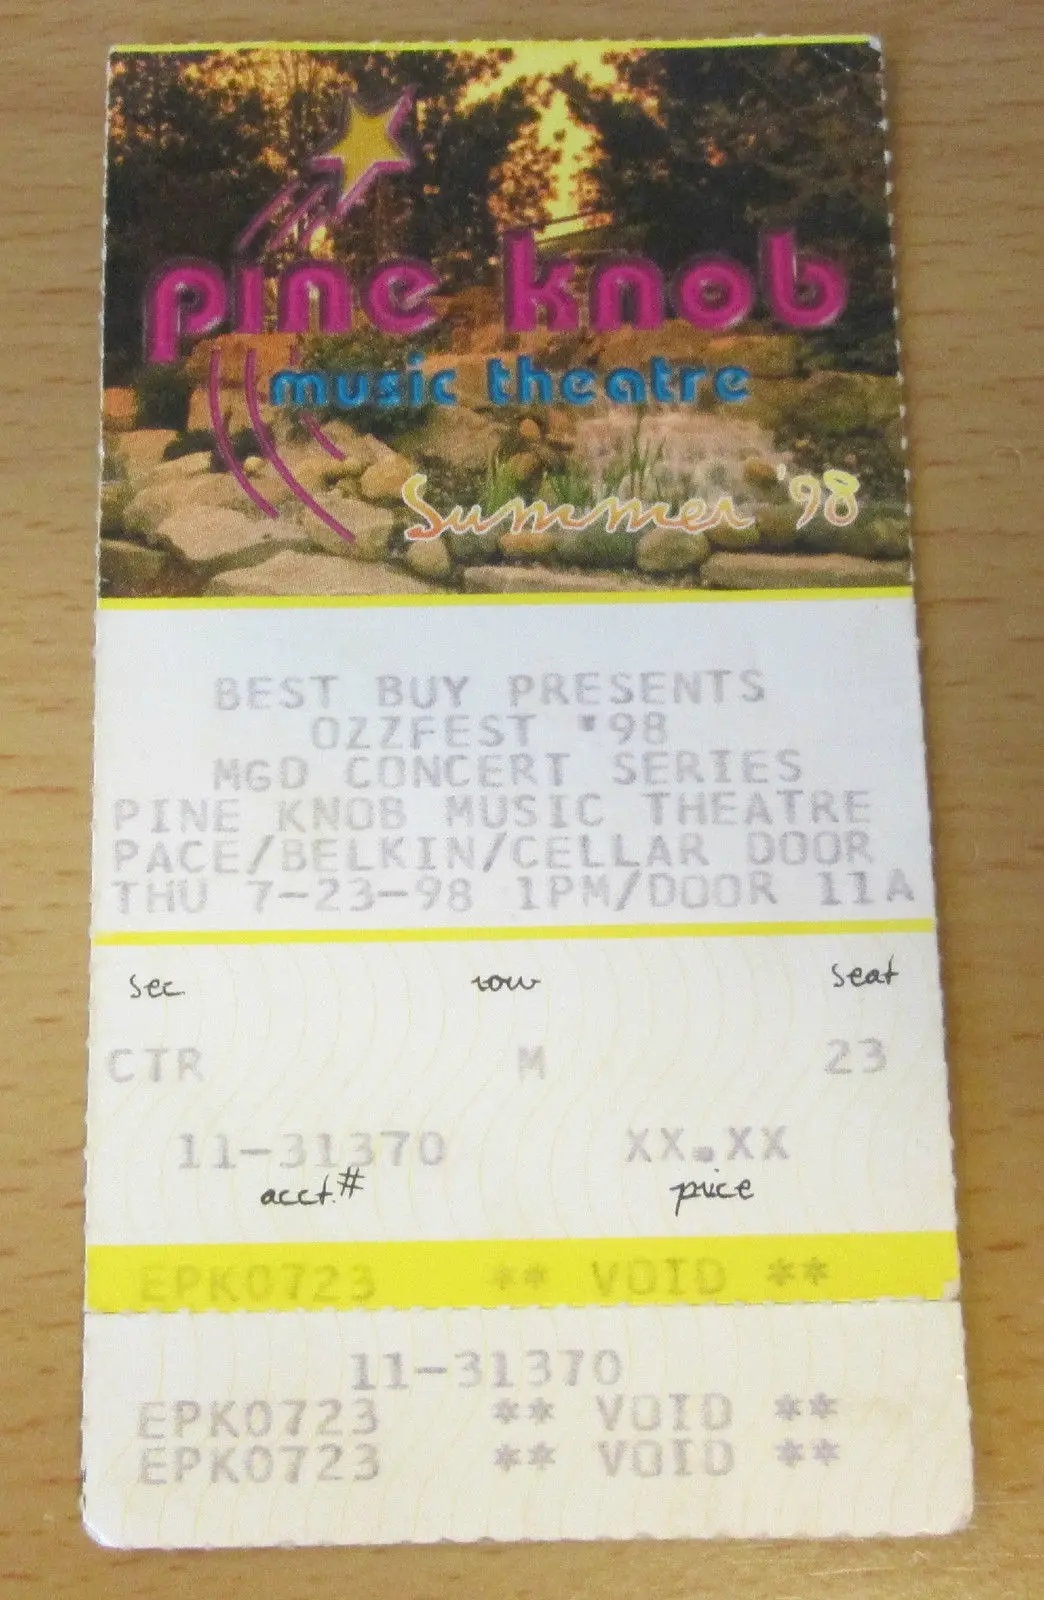 pine knob
music theatre
Summer '98
BEST BUY PRESENTS
OZZFEST '98
MGD CONCERT SERIES
PINE KNOB MUSIC THEATRE
PACE/BELKIN/CELLAR DOOR
THU 7-23-98 1PM/DOOR 11A
sec row seat
CTR M 23
11-31370 XX.XX
acct.# price
EPK0723 ** VOID **
11-31370
EPK0723 ** VOID **
EPK0723 ** VOID **